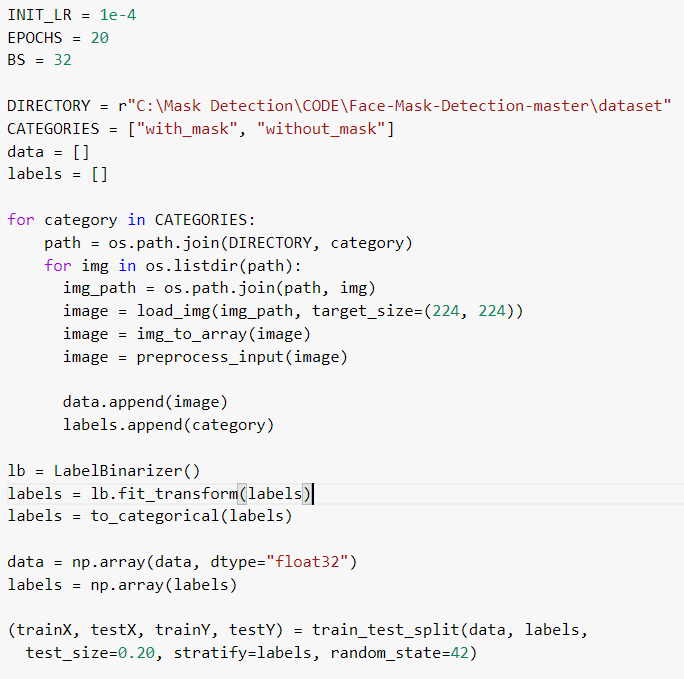 INIT_LR = 1e-4
EPOCHS = 20
BS = 32
DIRECTORY = r"C:\Mask Detection\CODE\Face-Mask-Detection-master\dataset"
CATEGORIES = ["with_mask", "without_mask"]
data = []
labels = []
for category in CATEGORIES:
    path = os.path.join(DIRECTORY, category)
    for img in os.listdir(path):
      img_path = os.path.join(path, img)
      image = load_img(img_path, target_size=(224, 224))
      image = img_to_array(image)
      image = preprocess_input(image)
      data.append(image)
      labels.append(category)
lb = LabelBinarizer()
labels = lb.fit_transform(labels)
labels = to_categorical(labels)
data = np.array(data, dtype="float32")
labels = np.array(labels)
(trainX, testX, trainY, testY) = train_test_split(data, labels,
  test_size=0.20, stratify=labels, random_state=42)